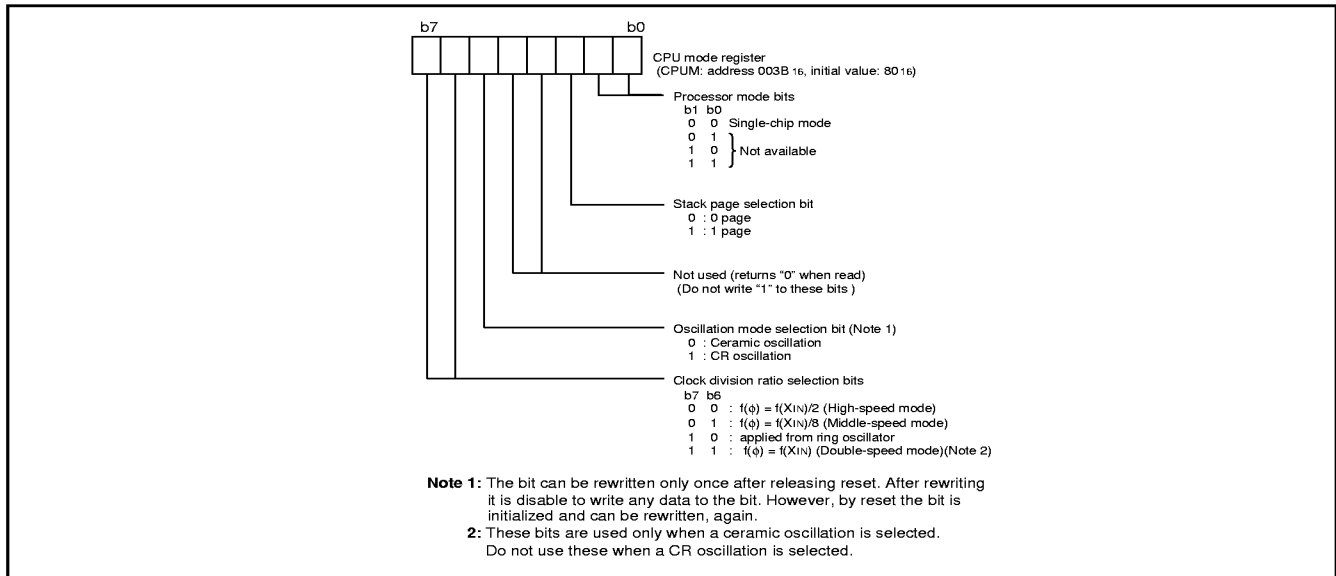 b7 b0
CPU mode register
(CPUM: address 003B 16, initial value: 80 16)
Processor mode bits
b1 b0
0 0 Single-chip mode
0 1
1 0 Not available
1 1
Stack page selection bit
0 : 0 page
1 : 1 page
Not used (returns “0” when read)
(Do not write “1” to these bits )
Oscillation mode selection bit (Note 1)
0 : Ceramic oscillation
1 : CR oscillation
Clock division ratio selection bits
b7 b6
0 0 : f(ϕ) = f(XIN)/2 (High-speed mode)
0 1 : f(ϕ) = f(XIN)/8 (Middle-speed mode)
1 0 : applied from ring oscillator
1 1 : f(ϕ) = f(XIN) (Double-speed mode)(Note 2)
Note 1: The bit can be rewritten only once after releasing reset. After rewriting
it is disable to write any data to the bit. However, by reset the bit is
initialized and can be rewritten, again.
2: These bits are used only when a ceramic oscillation is selected.
Do not use these when a CR oscillation is selected.